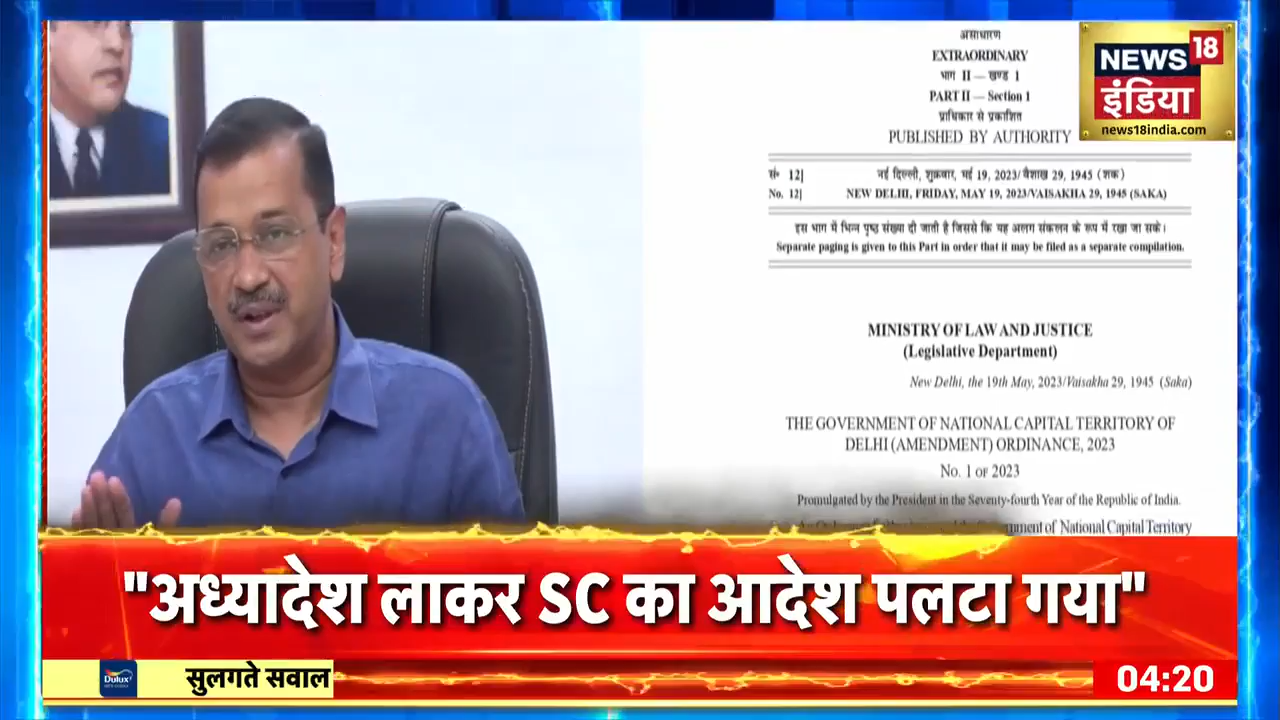 असाधारण
EXTRAORDINARY
भाग II — खण्ड 1
PART II — Section 1
प्राधिकार से प्रकाशित
PUBLISHED BY AUTHORITY
NEWS 18
इंडिया
news18india.com
सं॰ 12| नई दिल्ली, शुक्रवार, मई 19, 2023/वैशाख 29, 1945 (शक)
No. 12| NEW DELHI, FRIDAY, MAY 19, 2023/VAISAKHA 29, 1945 (SAKA)
इस भाग में भिन्न पृष्ठ संख्या दी जाती है जिससे कि यह अलग संकलन के रूप में रखा जा सके।
Separate paging is given to this Part in order that it may be filed as a separate compilation.
MINISTRY OF LAW AND JUSTICE
(Legislative Department)
New Delhi, the 19th May, 2023/Vaisakha 29, 1945 (Saka)
THE GOVERNMENT OF NATIONAL CAPITAL TERRITORY OF
DELHI (AMENDMENT) ORDINANCE, 2023
No. 1 OF 2023
Promulgated by the President in the Seventy-fourth Year of the Republic of India.
of National Capital Territory
"अध्यादेश लाकर SC का आदेश पलटा गया"
Dulux
सुलगते सवाल
04:20